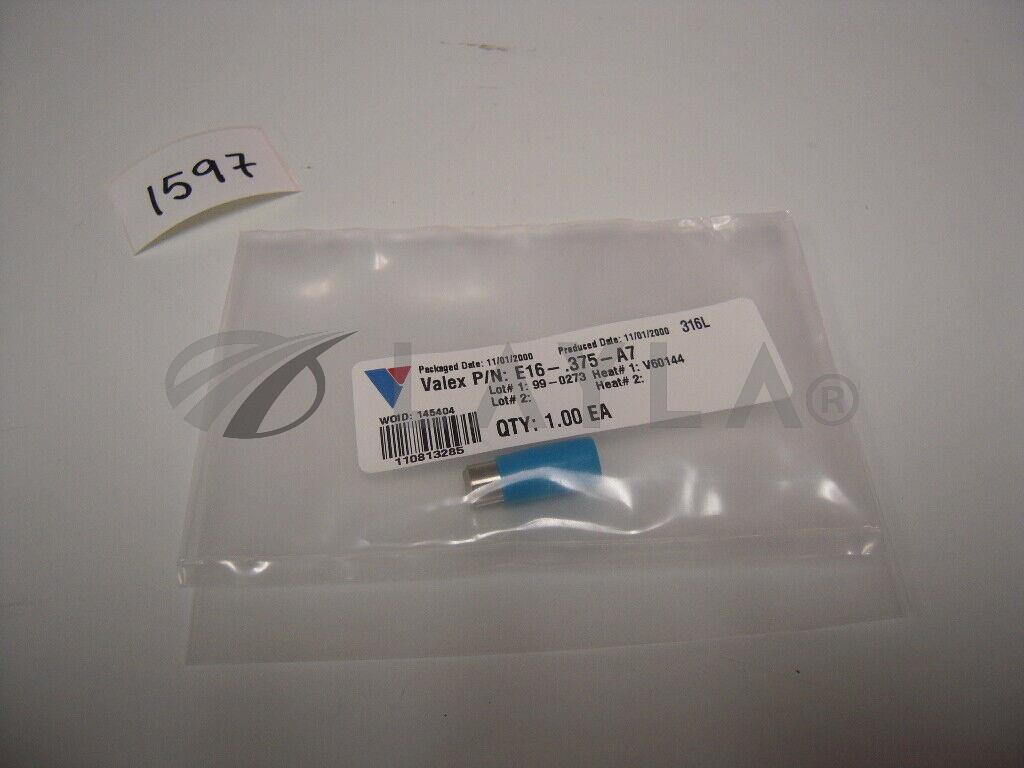 1597
Packaged Date: 11/01/2000 Produced Date: 11/01/2000 316L
Valex P/N: E16-.375-A7
Lot# 1: 99-0273 Heat# 1: V60144
Lot# 2: Heat# 2:
WOID: 145404
QTY: 1.00 EA
110813285
LAILA®